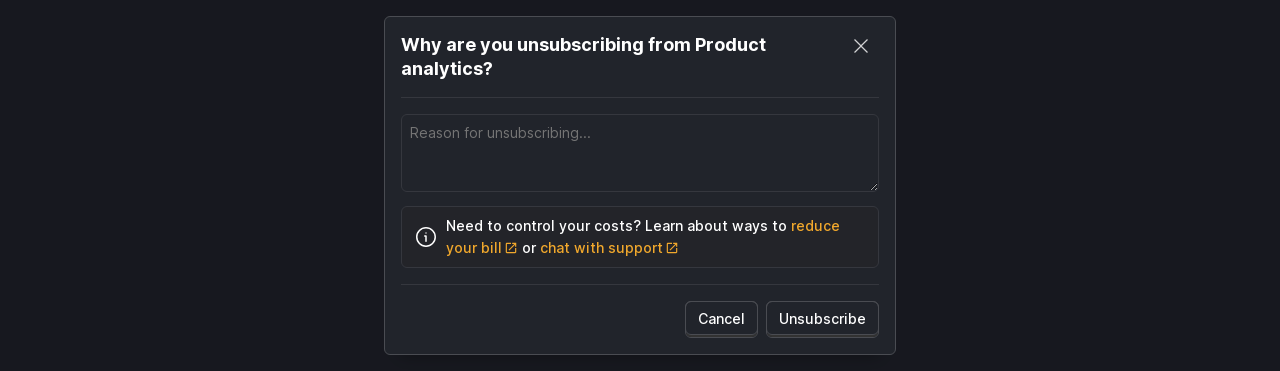 Why are you unsubscribing from Product
analytics?
Reason for unsubscribing...
Need to control your costs? Learn about ways to reduce
your bill or chat with support
Cancel Unsubscribe